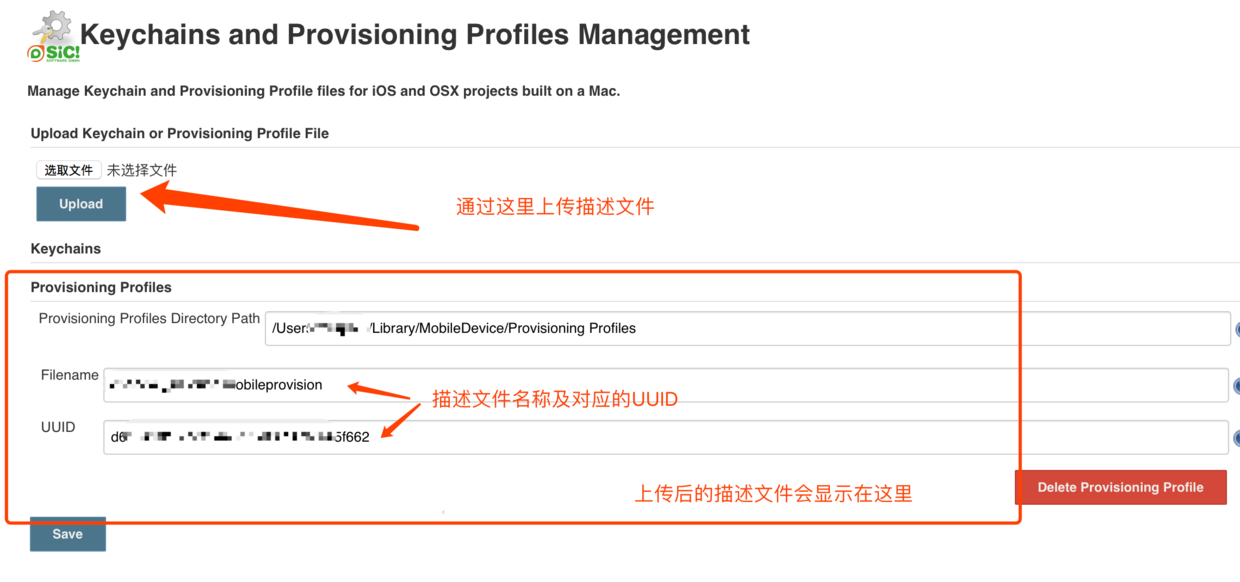 SiC!
SOFTWARE GMBH
Keychains and Provisioning Profiles Management
Manage Keychain and Provisioning Profile files for iOS and OSX projects built on a Mac.
Upload Keychain or Provisioning Profile File
选取文件 未选择文件
Upload
通过这里上传描述文件
Keychains
Provisioning Profiles
Provisioning Profiles Directory Path /User /Library/MobileDevice/Provisioning Profiles
Filename obileprovision
描述文件名称及对应的UUID
UUID d6 5f662
上传后的描述文件会显示在这里
Delete Provisioning Profile
Save